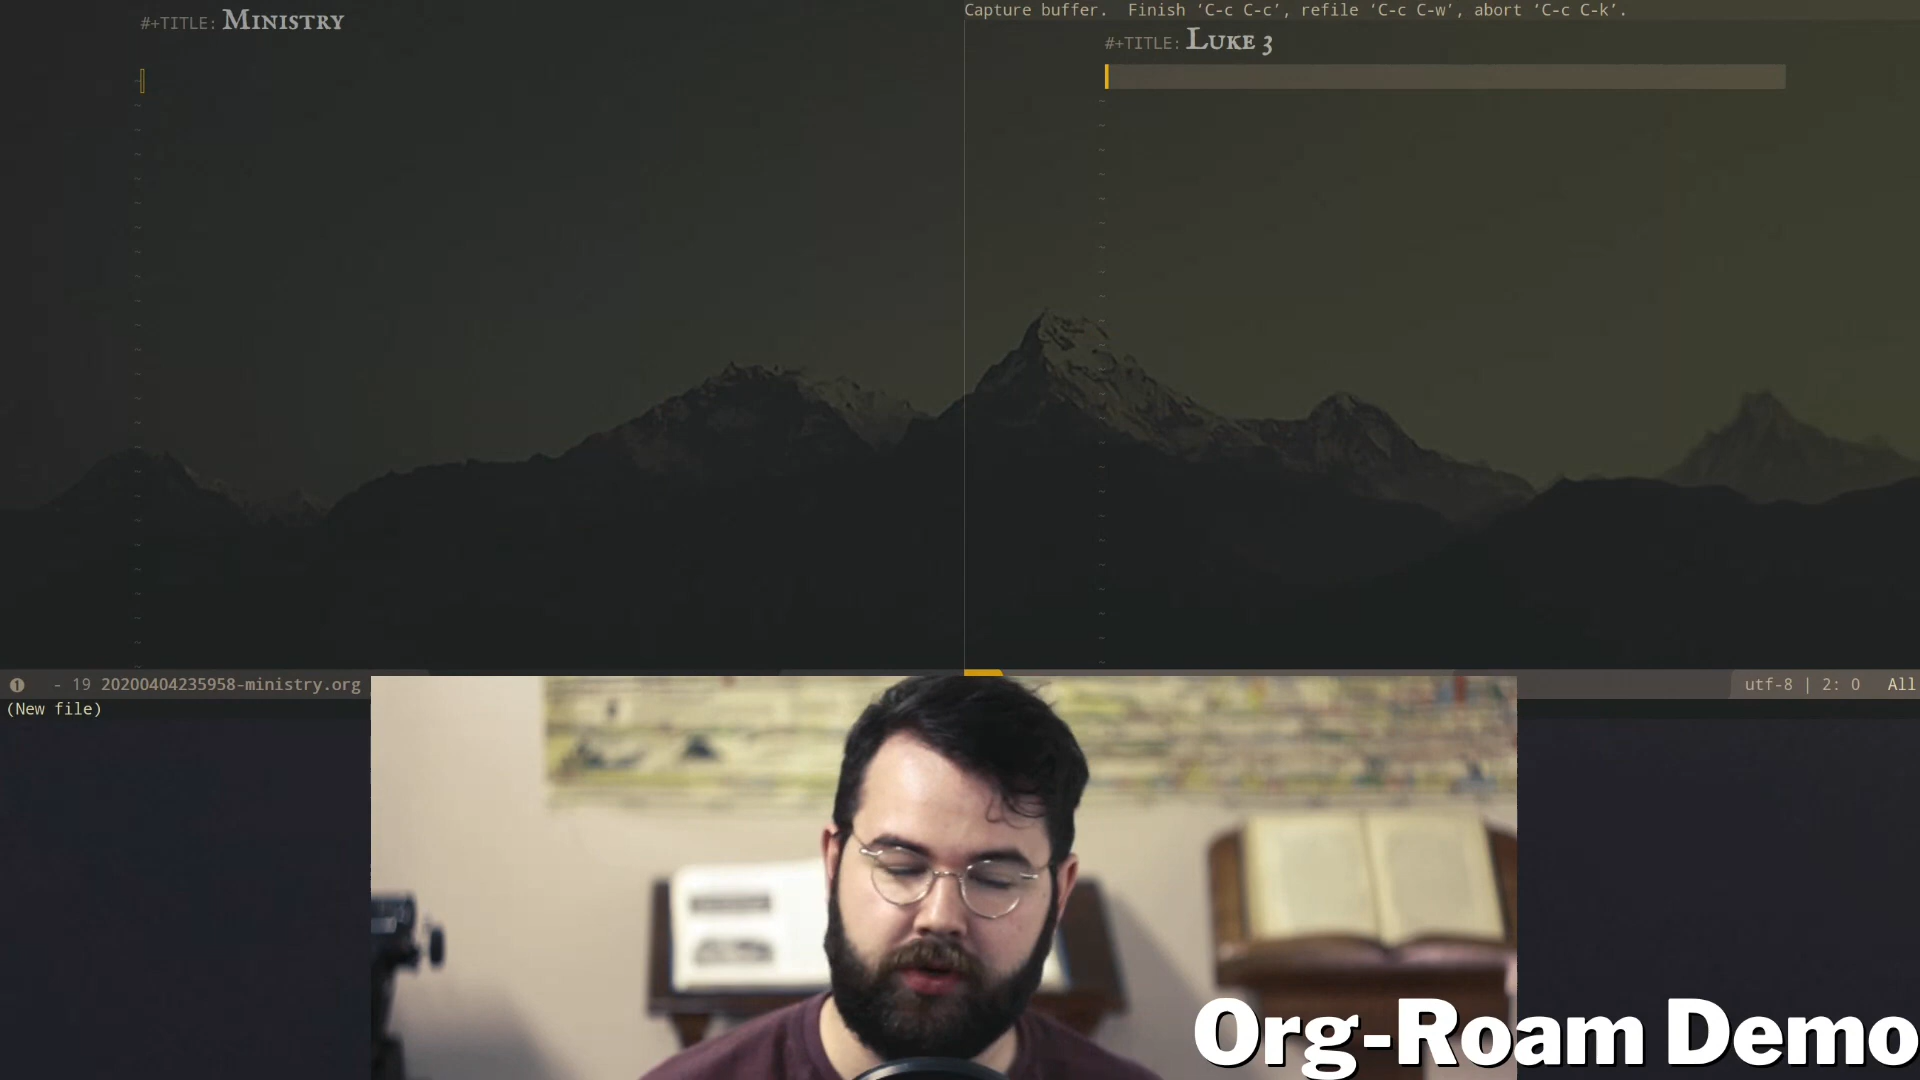 #+TITLE: Ministry
Capture buffer. Finish ‘C-c C-c’, refile ‘C-c C-w’, abort ‘C-c C-k’.
#+TITLE: Luke 3
1 - 19 20200404235958-ministry.org
utf-8 | 2: 0 All
(New file)
Org-Roam Demo